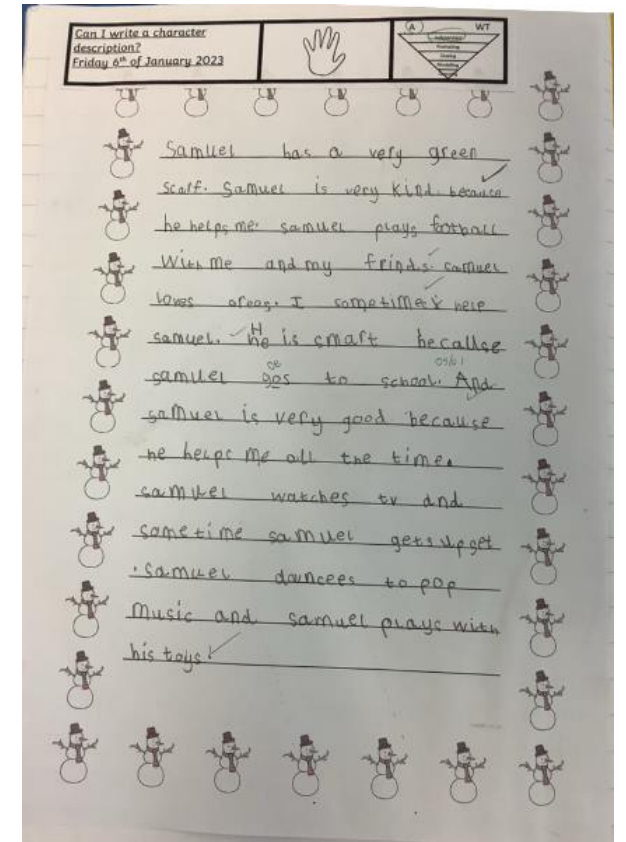 Can I write a character
description?
Friday 6th of January 2023
A WT
Samuel has a very green
scarf. Samuel is very kind because
he helps me. samuel plays football
With me and my frinds. samuel
loves I sometimes help
samuel. He is smart becallse
samuel gos to school. And
oe
samuel is very good because
he helps me all the time.
samuel watches tv and
sometime samuel gets upset
. samuel dauncees to pop
Music and samuel plays with
his toys!